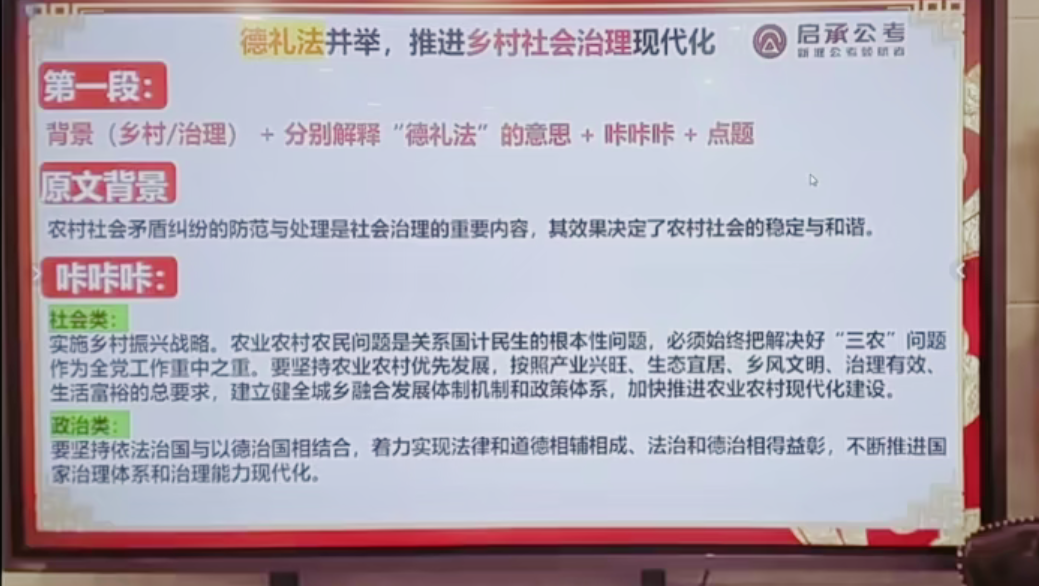 德礼法并举，推进乡村社会治理现代化
启承公考
第一段：
背景（乡村/治理） + 分别解释“德礼法”的意思 + 咔咔咔 + 点题
原文背景
农村社会矛盾纠纷的防范与处理是社会治理的重要内容，其效果决定了农村社会的稳定与和谐。
咔咔咔：
社会类：
实施乡村振兴战略。农业农村农民问题是关系国计民生的根本性问题，必须始终把解决好“三农”问题
作为全党工作重中之重。要坚持农业农村优先发展，按照产业兴旺、生态宜居、乡风文明、治理有效、
生活富裕的总要求，建立健全城乡融合发展体制机制和政策体系，加快推进农业农村现代化建设。
政治类：
要坚持依法治国与以德治国相结合，着力实现法律和道德相辅相成、法治和德治相得益彰，不断推进国
家治理体系和治理能力现代化。